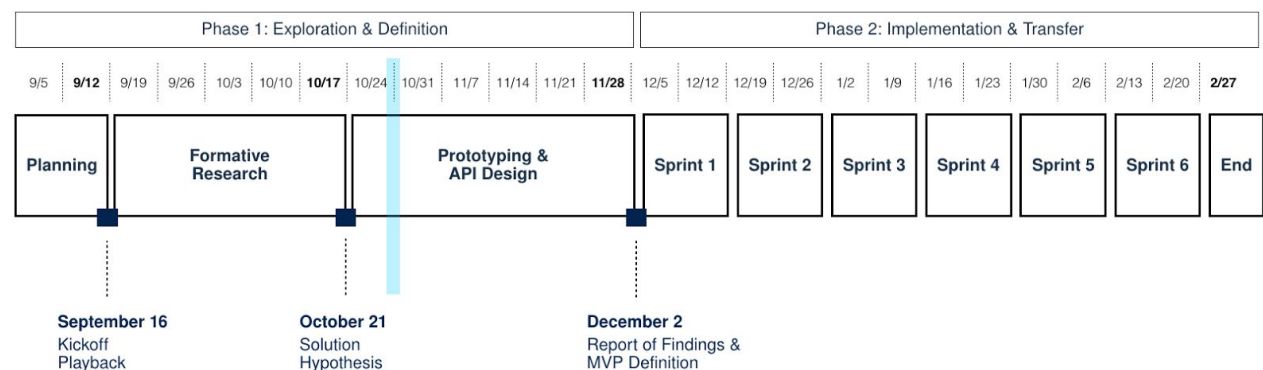 Phase 1: Exploration & Definition
Phase 2: Implementation & Transfer
9/5 9/12 9/19 9/26 10/3 10/10 10/17 10/24 10/31 11/7 11/14 11/21 11/28 12/5 12/12 12/19 12/26 1/2 1/9 1/16 1/23 1/30 2/6 2/13 2/20 2/27
Planning
Formative
Research
Prototyping &
API Design
Sprint 1
Sprint 2
Sprint 3
Sprint 4
Sprint 5
Sprint 6
End
September 16
Kickoff
Playback
October 21
Solution
Hypothesis
December 2
Report of Findings &
MVP Definition